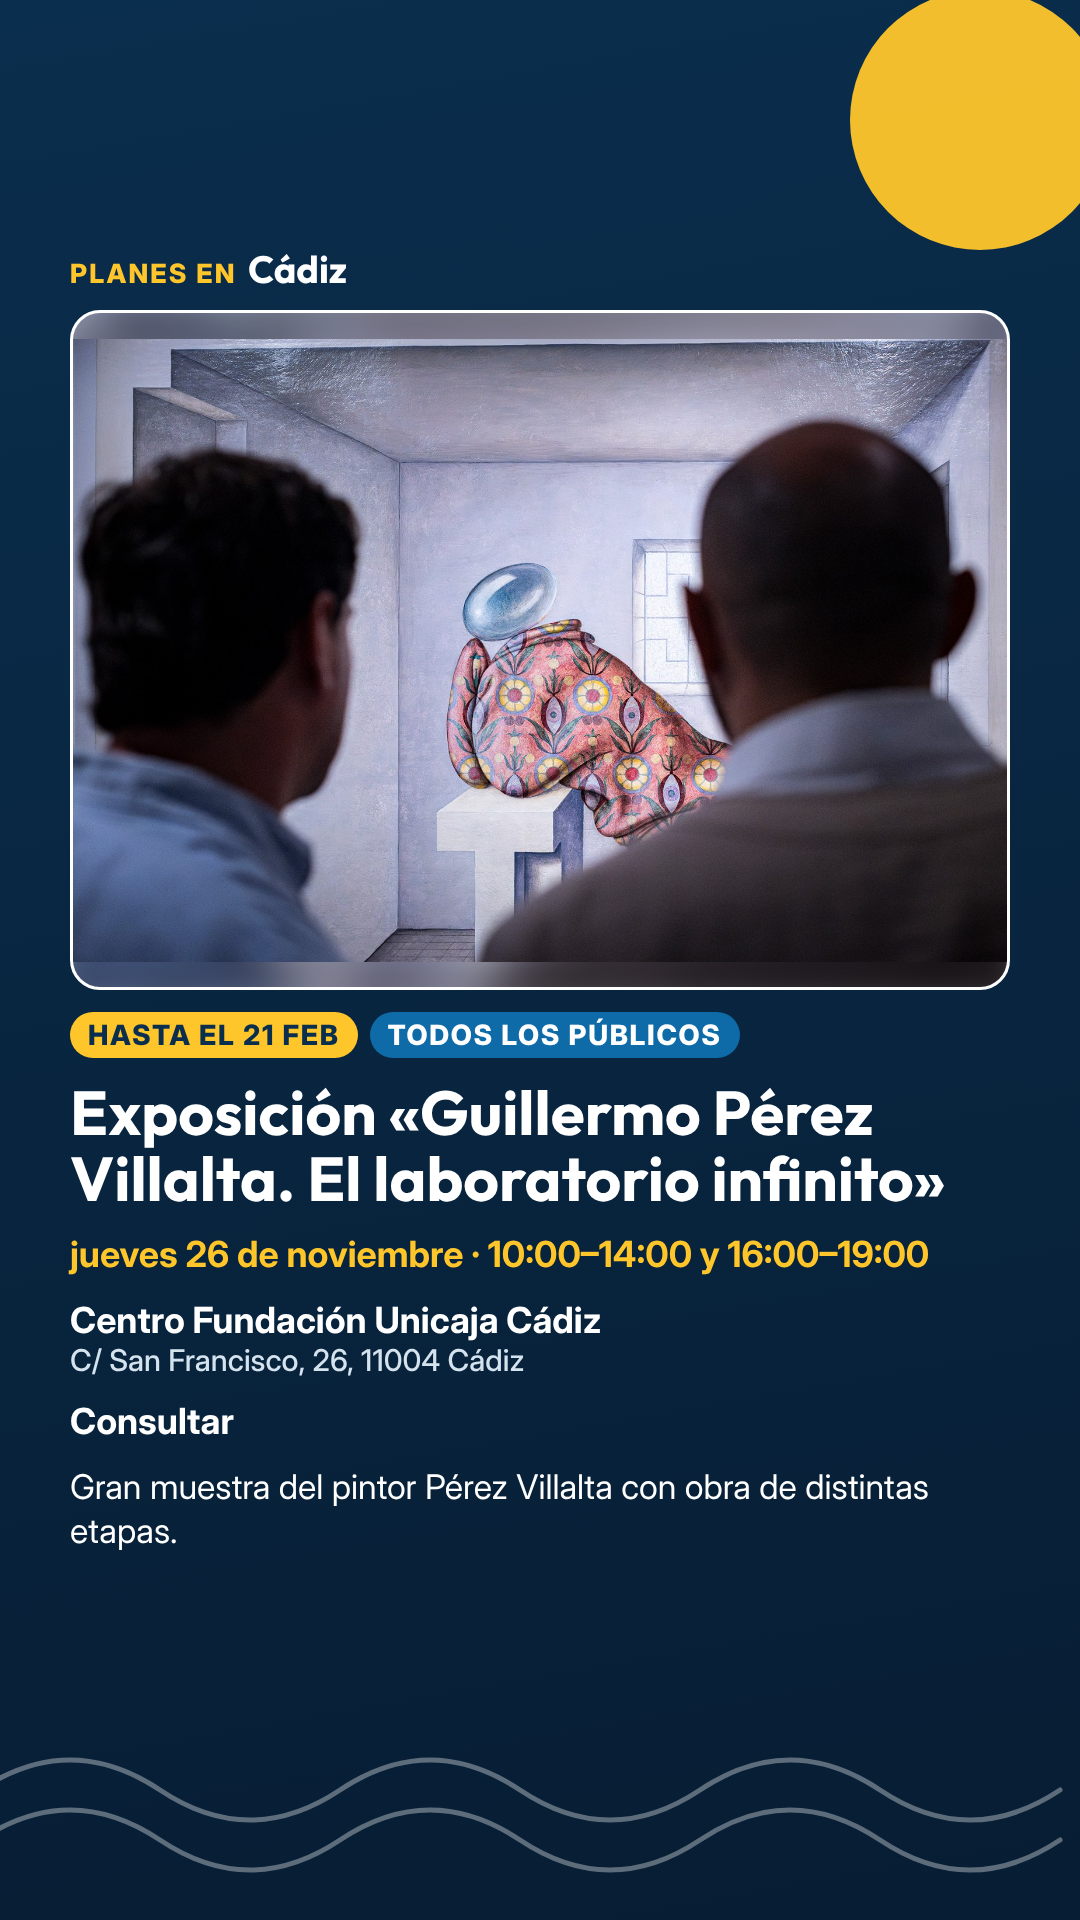 PLANES EN Cádiz
HASTA EL 21 FEB TODOS LOS PÚBLICOS
Exposición «Guillermo Pérez
Villalta. El laboratorio infinito»
jueves 26 de noviembre · 10:00–14:00 y 16:00–19:00
Centro Fundación Unicaja Cádiz
C/ San Francisco, 26, 11004 Cádiz
Consultar
Gran muestra del pintor Pérez Villalta con obra de distintas
etapas.